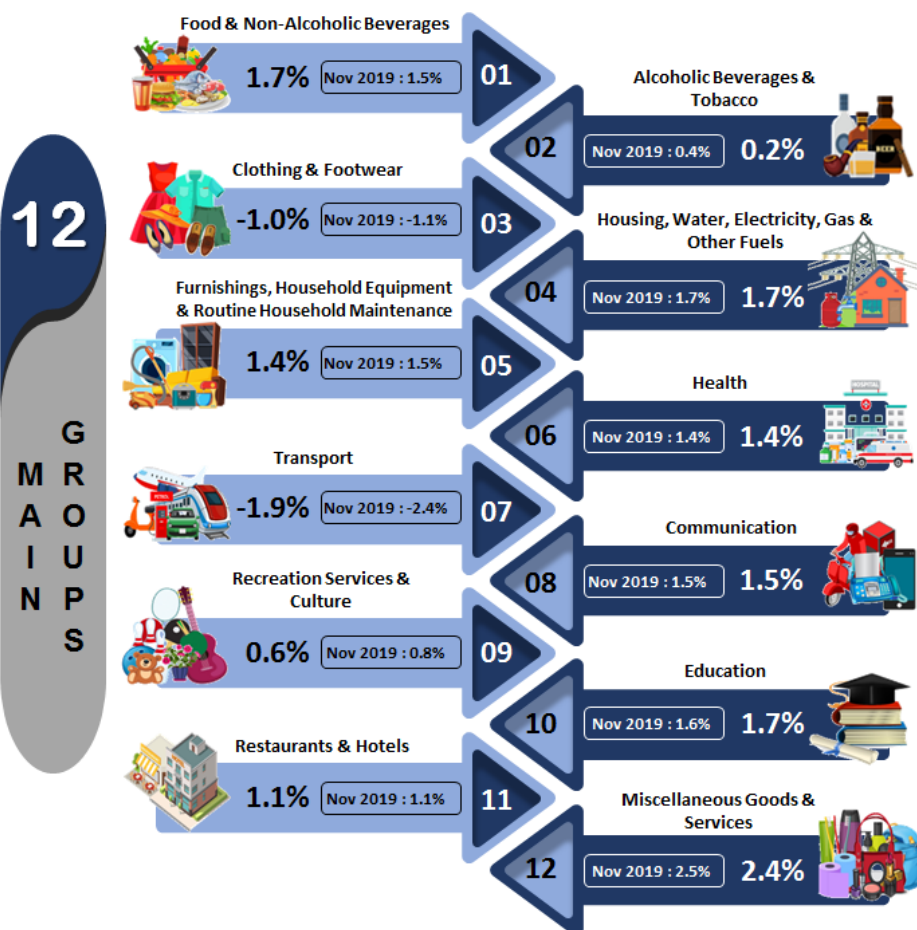 12
MAIN
GROUPS
Food & Non-Alcoholic Beverages
1.7%
Nov 2019 : 1.5%
01
Alcoholic Beverages &
Tobacco
02
Nov 2019 : 0.4%
0.2%
BEER
Clothing & Footwear
-1.0%
Nov 2019 : -1.1%
03
Housing, Water, Electricity, Gas &
Other Fuels
04
Nov 2019 : 1.7%
1.7%
Furnishings, Household Equipment
& Routine Household Maintenance
1.4%
Nov 2019 : 1.5%
05
Health
HOSPITAL
06
Nov 2019 : 1.4%
1.4%
Transport
PETROL
-1.9%
Nov 2019 : -2.4%
07
Communication
08
Nov 2019 : 1.5%
1.5%
Recreation Services &
Culture
0.6%
Nov 2019 : 0.8%
09
Education
10
Nov 2019 : 1.6%
1.7%
Restaurants & Hotels
1.1%
Nov 2019 : 1.1%
11
Miscellaneous Goods &
Services
12
Nov 2019 : 2.5%
2.4%